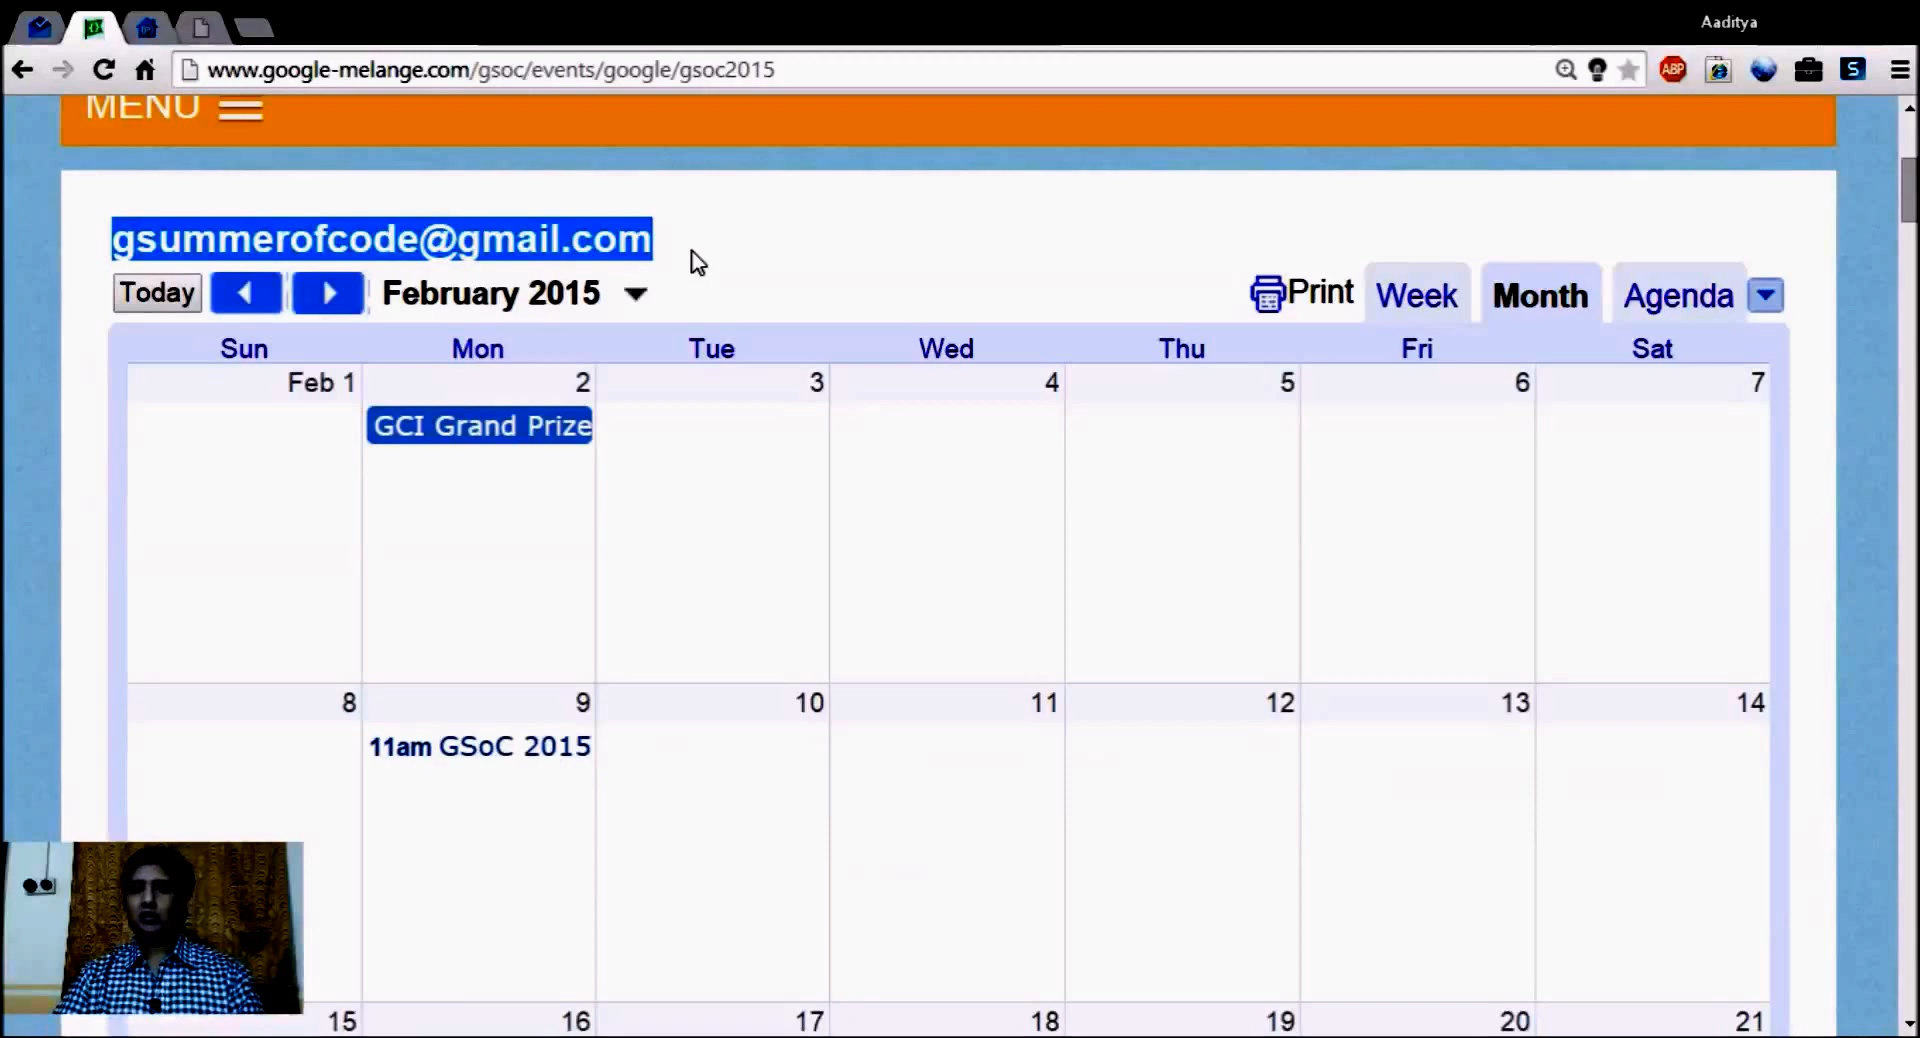 Aaditya
www.google-melange.com/gsoc/events/google/gsoc2015
ABP
S
MENU
gsummerofcode@gmail.com
Today
February 2015
Print
Week
Month
Agenda
Sun Mon Tue Wed Thu Fri Sat
Feb 1 2 3 4 5 6 7
GCI Grand Prize
8 9 10 11 12 13 14
11am GSoC 2015
15 16 17 18 19 20 21